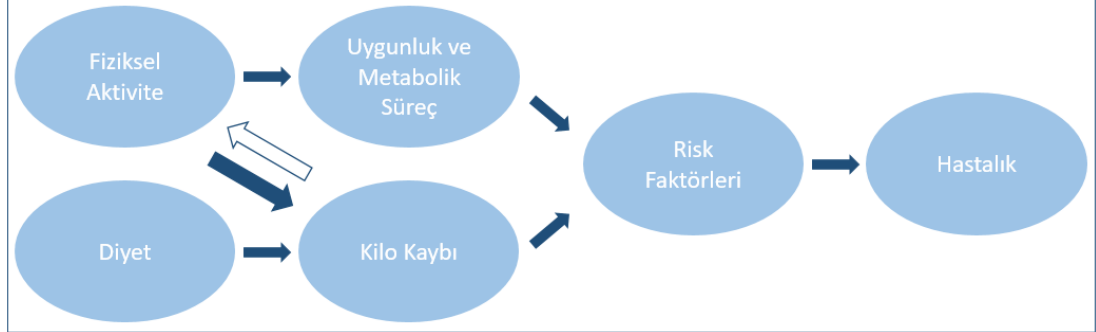 Fiziksel
Aktivite
Uygunluk ve
Metabolik
Süreç
Risk
Faktörleri
Hastalık
Diyet
Kilo Kaybı